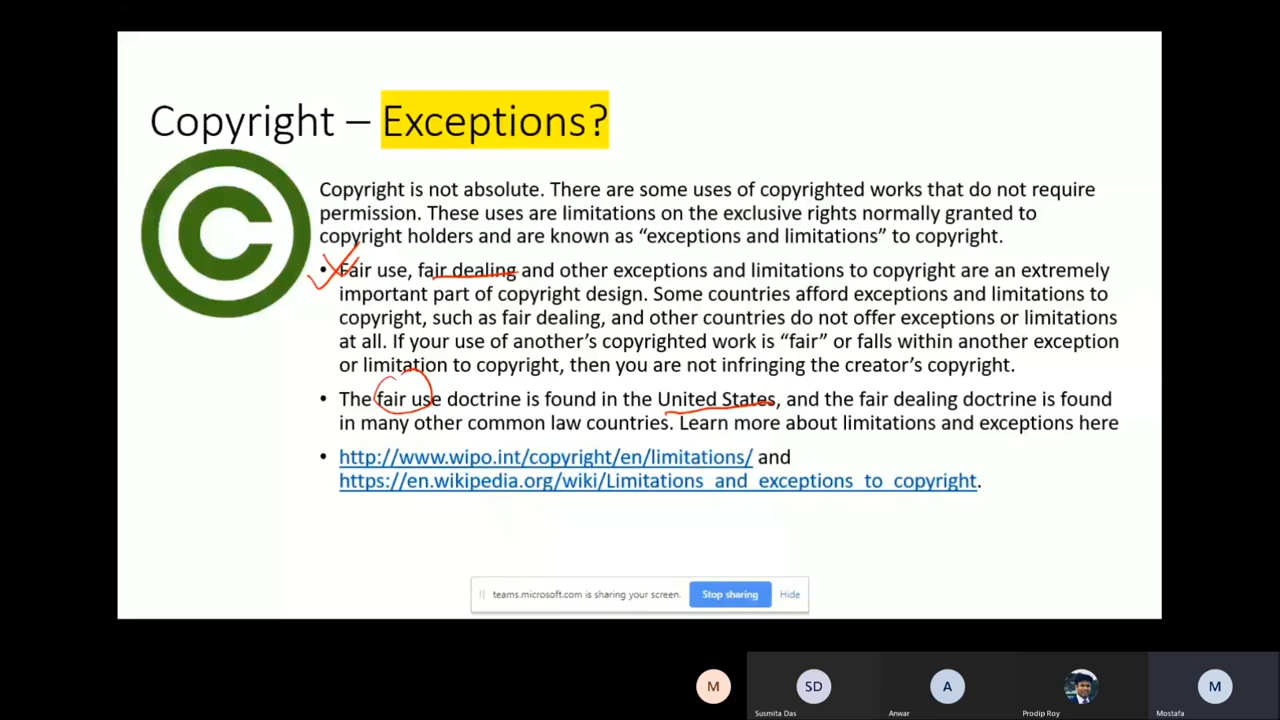 Copyright – Exceptions?
Copyright is not absolute. There are some uses of copyrighted works that do not require
permission. These uses are limitations on the exclusive rights normally granted to
copyright holders and are known as “exceptions and limitations” to copyright.
• Fair use, fair dealing and other exceptions and limitations to copyright are an extremely
important part of copyright design. Some countries afford exceptions and limitations to
copyright, such as fair dealing, and other countries do not offer exceptions or limitations
at all. If your use of another’s copyrighted work is “fair” or falls within another exception
or limitation to copyright, then you are not infringing the creator’s copyright.
• The fair use doctrine is found in the United States, and the fair dealing doctrine is found
in many other common law countries. Learn more about limitations and exceptions here
• http://www.wipo.int/copyright/en/limitations/ and
https://en.wikipedia.org/wiki/Limitations_and_exceptions_to_copyright.
teams.microsoft.com is sharing your screen. Stop sharing Hide
M SD A M
Susmita Das Anwar Prodip Roy Mostafa